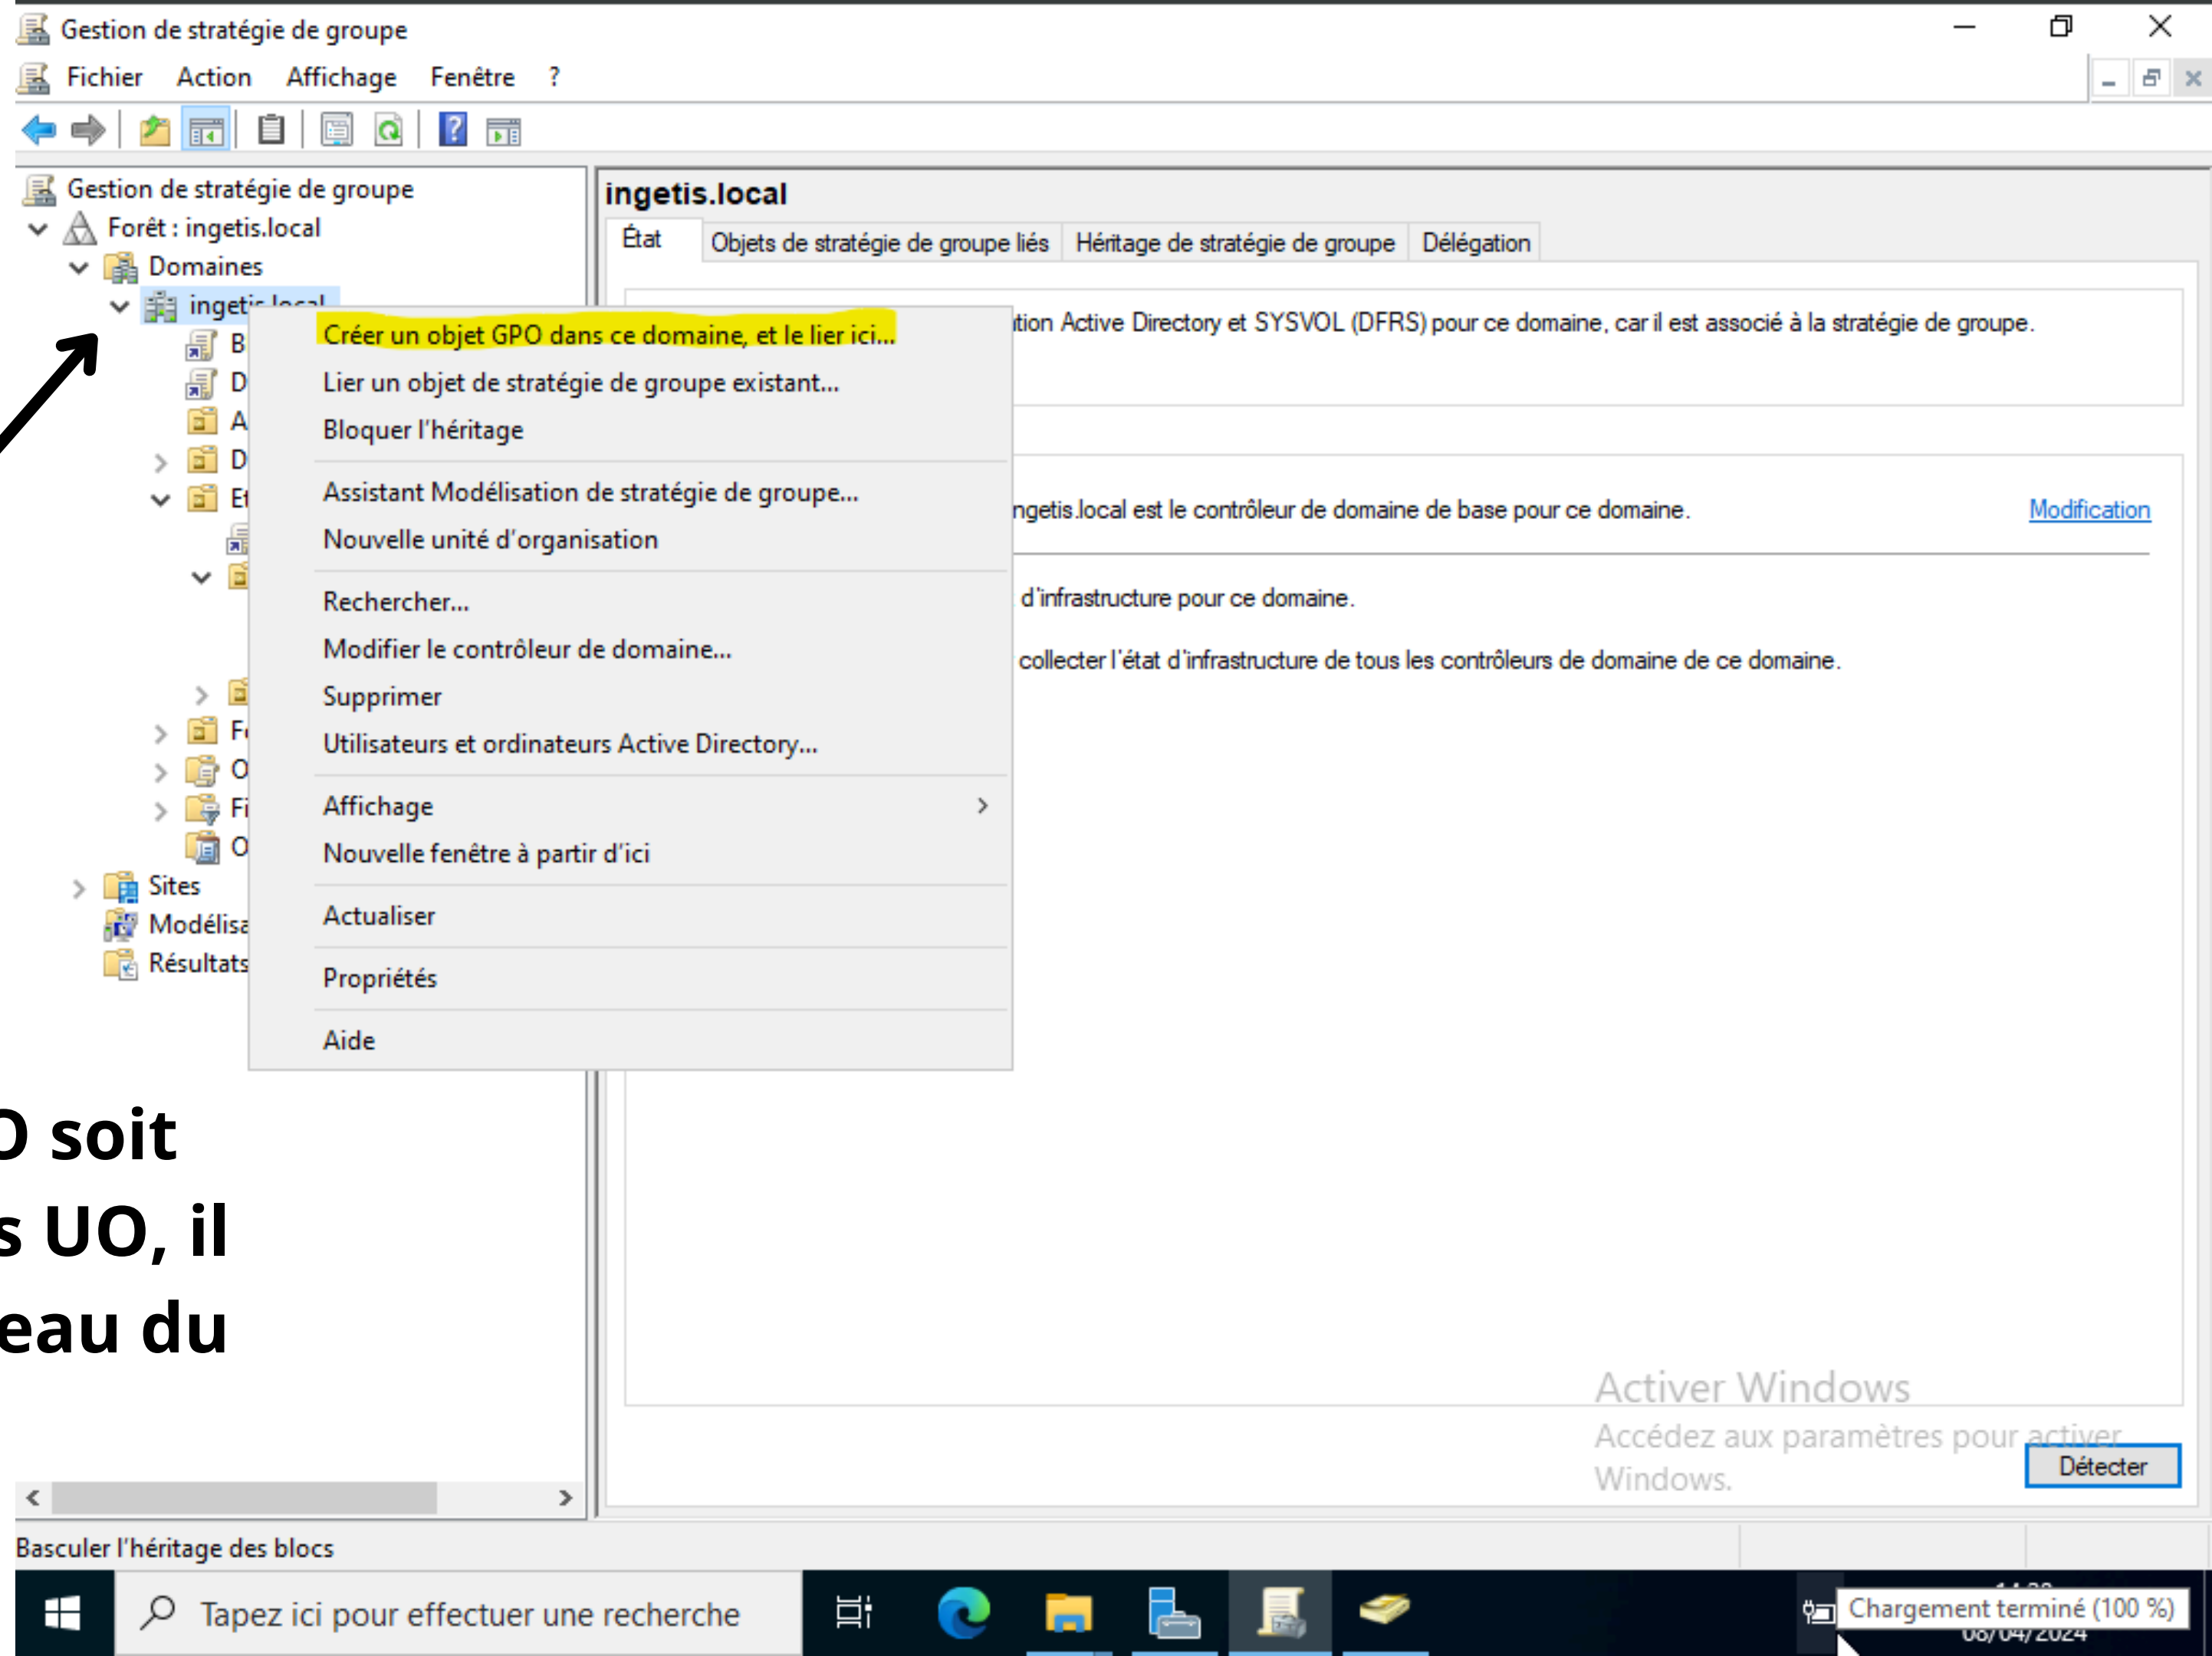 Gestion de stratégie de groupe
Fichier Action Affichage Fenêtre ?
Gestion de stratégie de groupe
Forêt : ingetis.local
Domaines
ingetis.local
B
D
A
D
Et
F
O
Fi
O
Sites
Modélisa
Résultats
Créer un objet GPO dans ce domaine, et le lier ici...
Lier un objet de stratégie de groupe existant...
Bloquer l'héritage
Assistant Modélisation de stratégie de groupe...
Nouvelle unité d'organisation
Rechercher...
Modifier le contrôleur de domaine...
Supprimer
Utilisateurs et ordinateurs Active Directory...
Affichage
Nouvelle fenêtre à partir d'ici
Actualiser
Propriétés
Aide
ingetis.local
État Objets de stratégie de groupe liés Héritage de stratégie de groupe Délégation
tion Active Directory et SYSVOL (DFRS) pour ce domaine, car il est associé à la stratégie de groupe.
ngetis.local est le contrôleur de domaine de base pour ce domaine. Modification
d'infrastructure pour ce domaine.
collecter l'état d'infrastructure de tous les contrôleurs de domaine de ce domaine.
O soit
s UO, il
eau du
Activer Windows
Accédez aux paramètres pour activer
Windows.
Détecter
Basculer l'héritage des blocs
Tapez ici pour effectuer une recherche
Chargement terminé (100 %)
08/04/2024